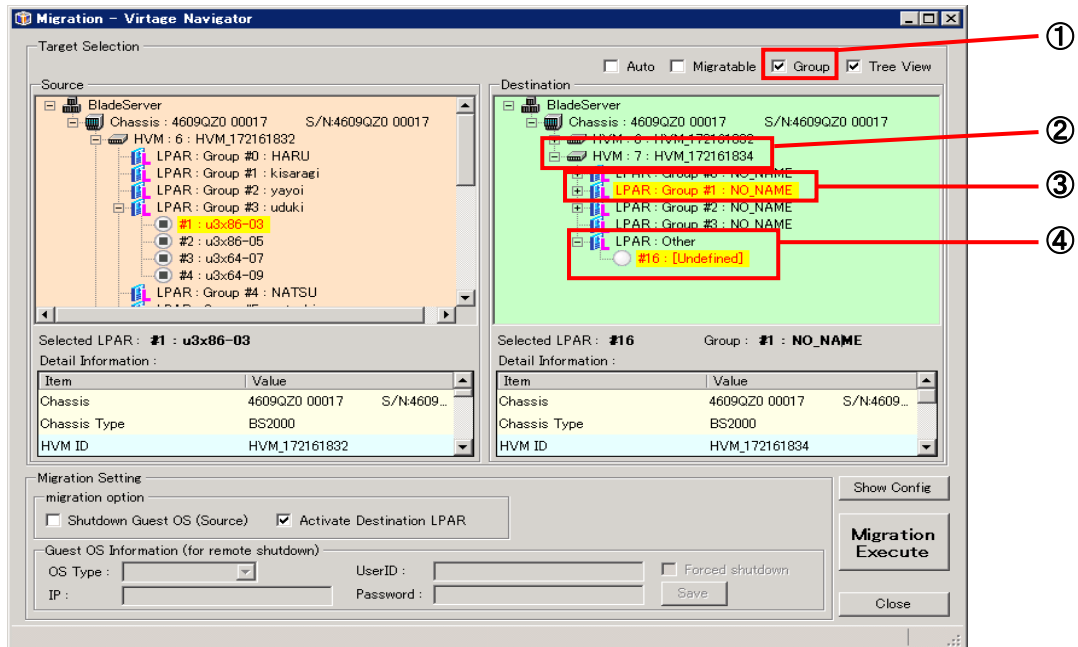 Migration - Virtage Navigator
Target Selection
①
Auto Migratable Group Tree View
Source
BladeServer
Chassis : 4609QZ0 00017 S/N:4609QZ0 00017
HVM : 6 : HVM_172161832
LPAR : Group #0 : HARU
LPAR : Group #1 : kisaragi
LPAR : Group #2 : yayoi
LPAR : Group #3 : uduki
#1 : u3x86-03
#2 : u3x86-05
#3 : u3x64-07
#4 : u3x64-09
LPAR : Group #4 : NATSU
Destination
BladeServer
Chassis : 4609QZ0 00017 S/N:4609QZ0 00017
HVM : 6 : HVM_172161832
②
HVM : 7 : HVM_172161834
LPAR : Group #0 : NO_NAME
③
LPAR : Group #1 : NO_NAME
LPAR : Group #2 : NO_NAME
LPAR : Group #3 : NO_NAME
④
LPAR : Other
#16 : [Undefined]
Selected LPAR : #1 : u3x86-03
Detail Information :
Item Value
Chassis 4609QZ0 00017 S/N:4609...
Chassis Type BS2000
HVM ID HVM_172161832
Selected LPAR : #16 Group : #1 : NO_NAME
Detail Information :
Item Value
Chassis 4609QZ0 00017 S/N:4609...
Chassis Type BS2000
HVM ID HVM_172161834
Migration Setting
migration option
Shutdown Guest OS (Source) Activate Destination LPAR
Guest OS Information (for remote shutdown)
OS Type : UserID : Forced shutdown
IP : Password : Save
Show Config
Migration
Execute
Close